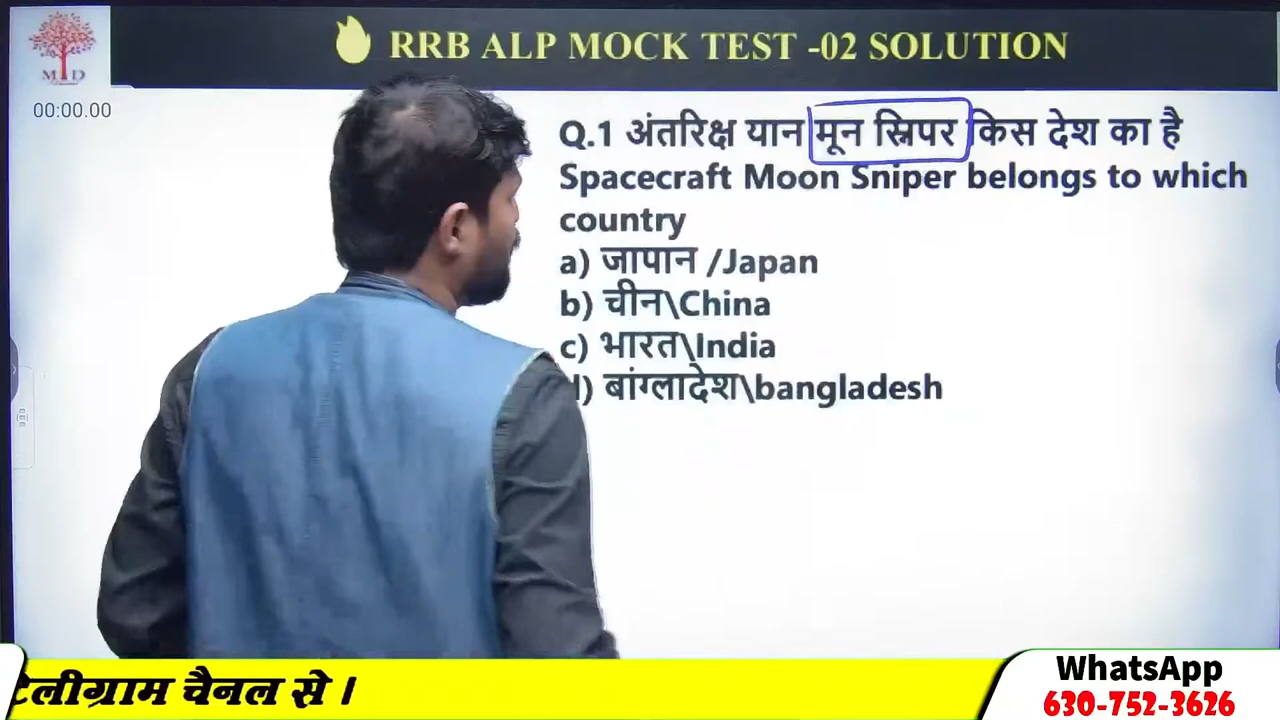 RRB ALP MOCK TEST -02 SOLUTION
M D
00:00.00
Q.1 अंतरिक्ष यान मून स्निपर किस देश का है
Spacecraft Moon Sniper belongs to which
country
a) जापान /Japan
b) चीन\China
c) भारत\India
d) बांग्लादेश\bangladesh
टेलीग्राम चैनल से ।
WhatsApp
630-752-3626